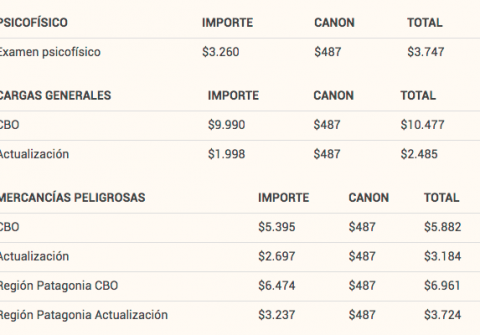 PSICOFÍSICO IMPORTE CANON TOTAL
Examen psicofísico $3.260 $487 $3.747
CARGAS GENERALES IMPORTE CANON TOTAL
CBO $9.990 $487 $10.477
Actualización $1.998 $487 $2.485
MERCANCÍAS PELIGROSAS IMPORTE CANON TOTAL
CBO $5.395 $487 $5.882
Actualización $2.697 $487 $3.184
Región Patagonia CBO $6.474 $487 $6.961
Región Patagonia Actualización $3.237 $487 $3.724